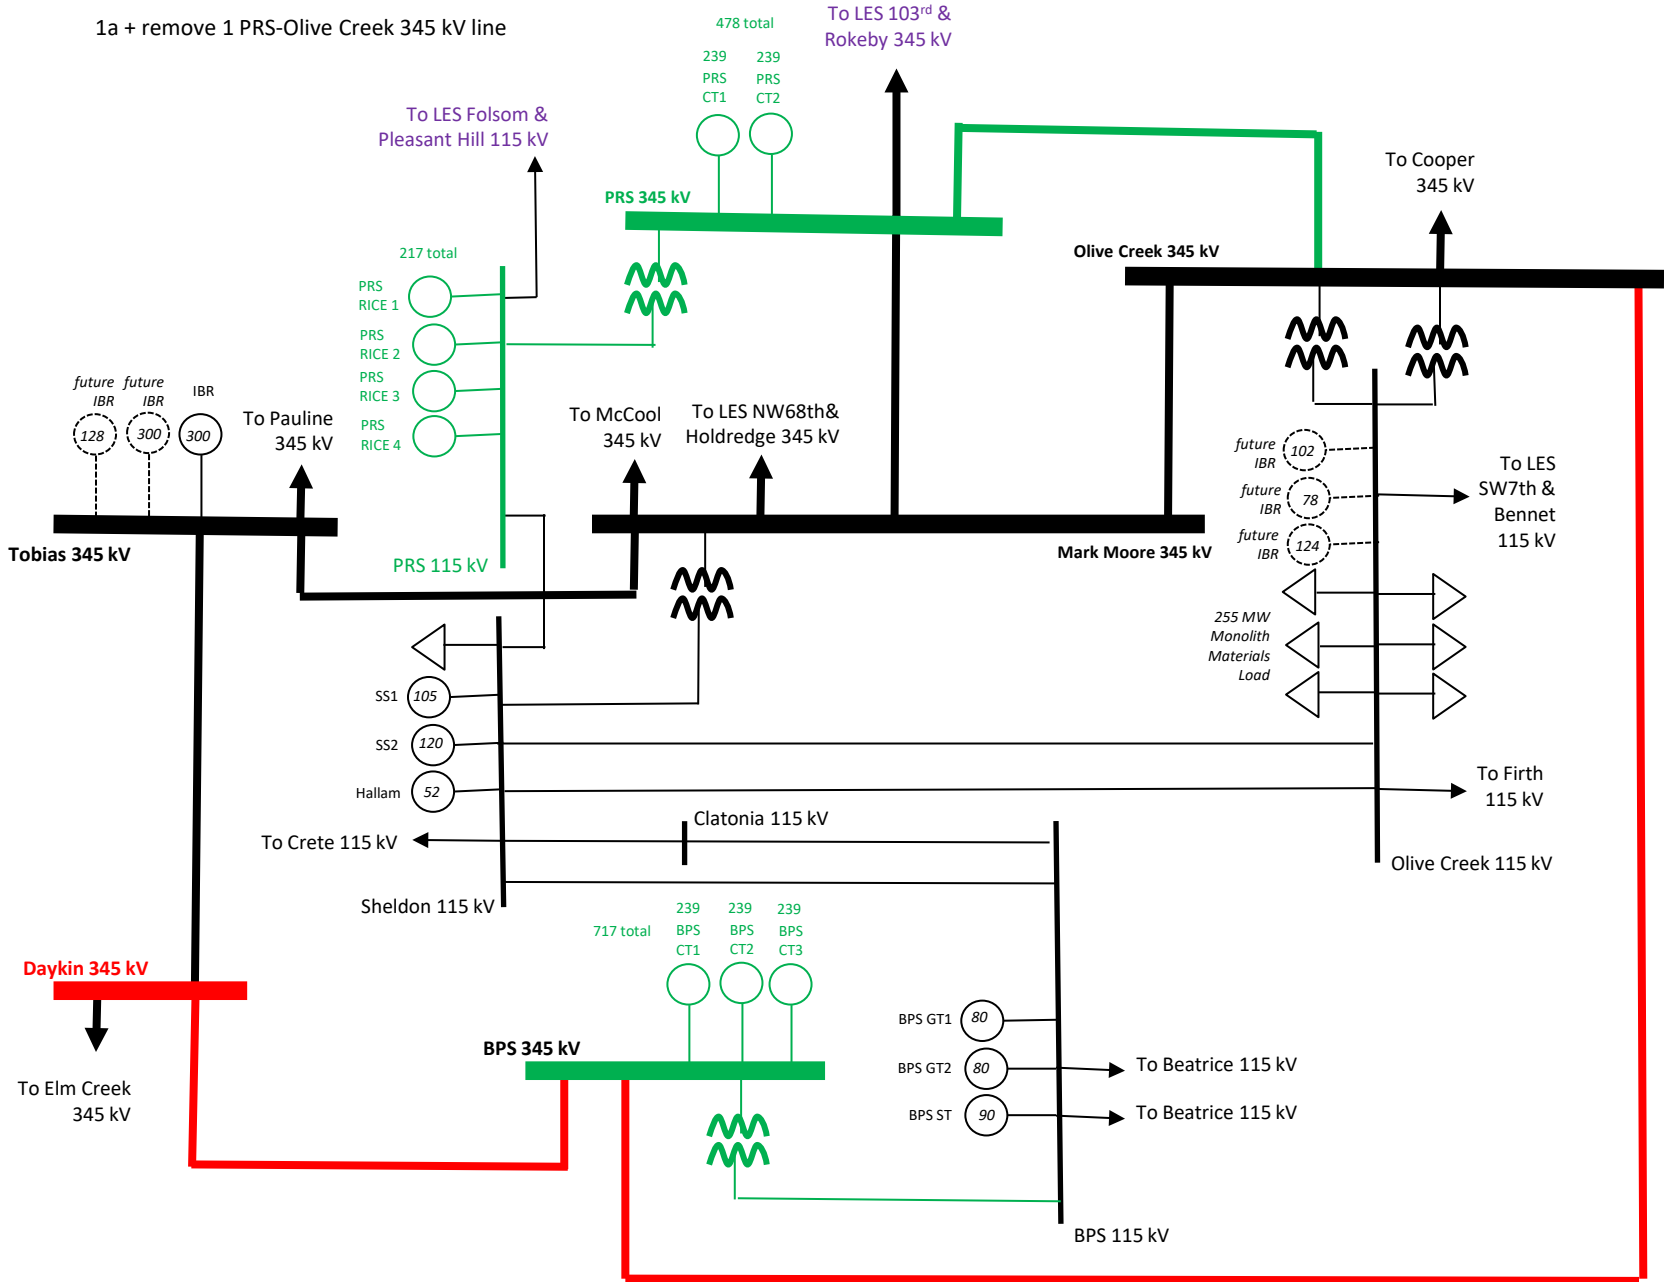 1a + remove 1 PRS-Olive Creek 345 kV line
478 total
239
PRS
CT1
239
PRS
CT2
To LES 103rd &
Rokeby 345 kV
To LES Folsom &
Pleasant Hill 115 kV
PRS 345 kV
To Cooper
345 kV
Olive Creek 345 kV
217 total
PRS
RICE 1
PRS
RICE 2
PRS
RICE 3
PRS
RICE 4
future
IBR
128
future
IBR
300
IBR
300
To Pauline
345 kV
To McCool
345 kV
To LES NW68th&
Holdredge 345 kV
future
IBR
102
future
IBR
78
future
IBR
124
To LES
SW7th &
Bennet
115 kV
Tobias 345 kV
PRS 115 kV
Mark Moore 345 kV
255 MW
Monolith
Materials
Load
SS1
105
SS2
120
Hallam
52
To Firth
115 kV
To Crete 115 kV
Clatonia 115 kV
Olive Creek 115 kV
Sheldon 115 kV
717 total
239
BPS
CT1
239
BPS
CT2
239
BPS
CT3
Daykin 345 kV
BPS 345 kV
BPS GT1
80
BPS GT2
80
BPS ST
90
To Beatrice 115 kV
To Beatrice 115 kV
To Elm Creek
345 kV
BPS 115 kV